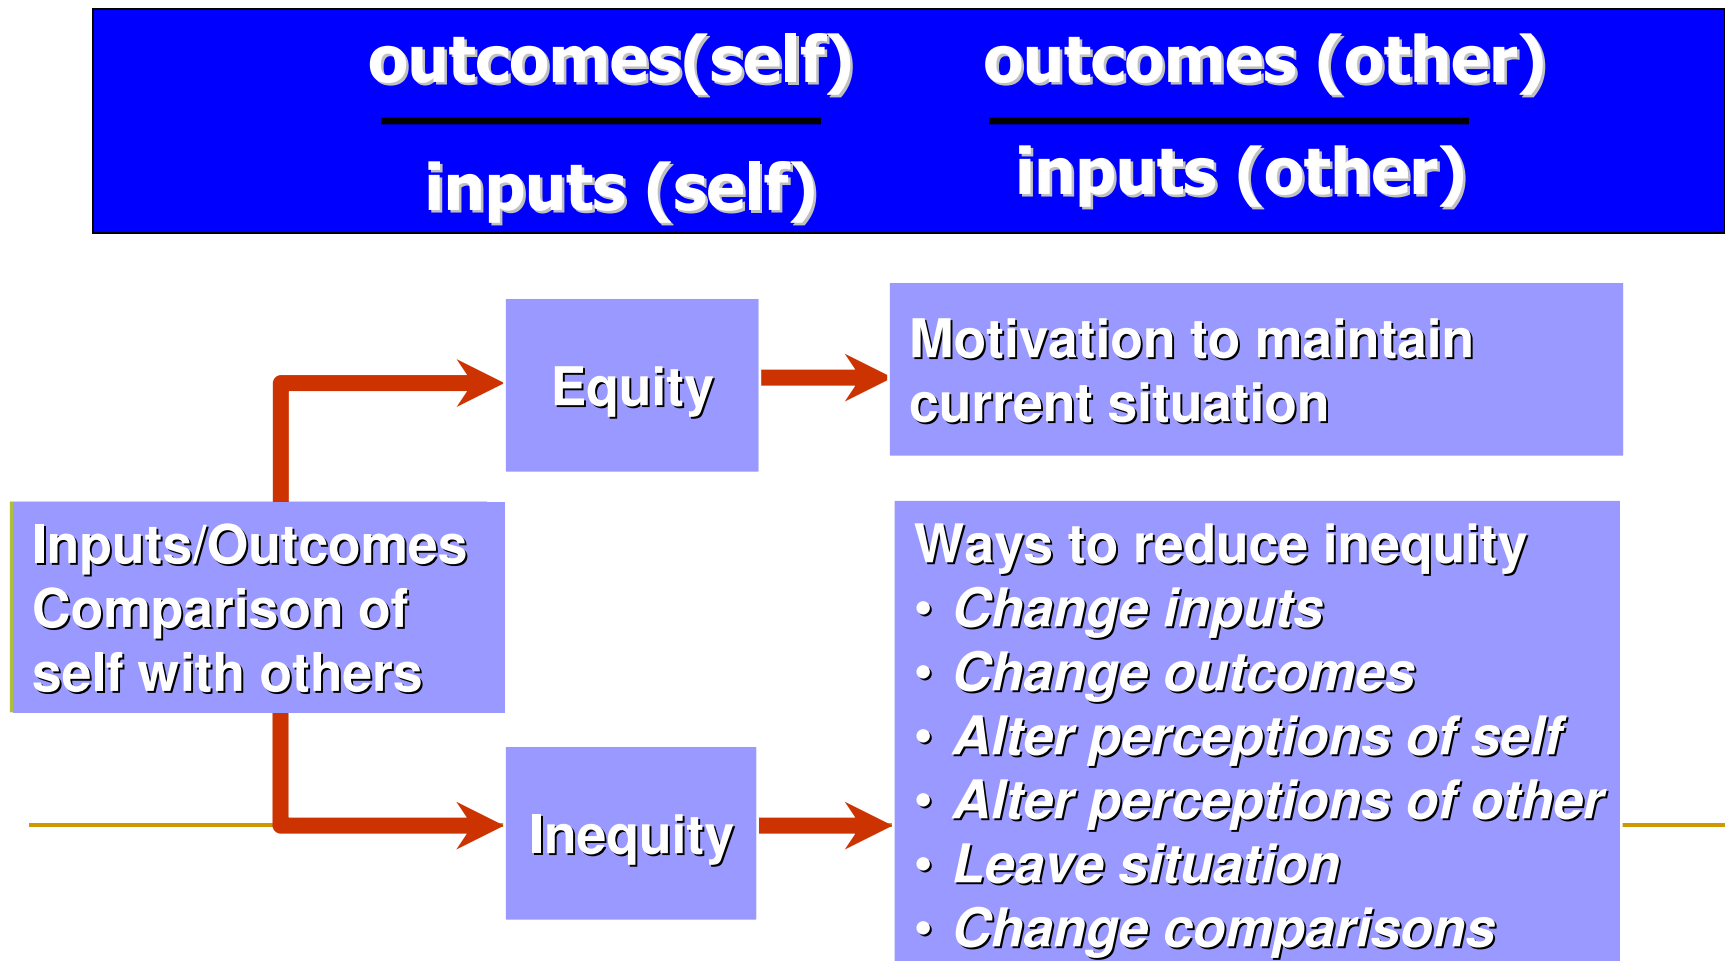 outcomes(self)
outcomes (other)
inputs (self)
inputs (other)
Equity
Motivation to maintain
current situation
Inputs/Outcomes
Comparison of
self with others
Inequity
Ways to reduce inequity
• Change inputs
• Change outcomes
• Alter perceptions of self
• Alter perceptions of other
• Leave situation
• Change comparisons